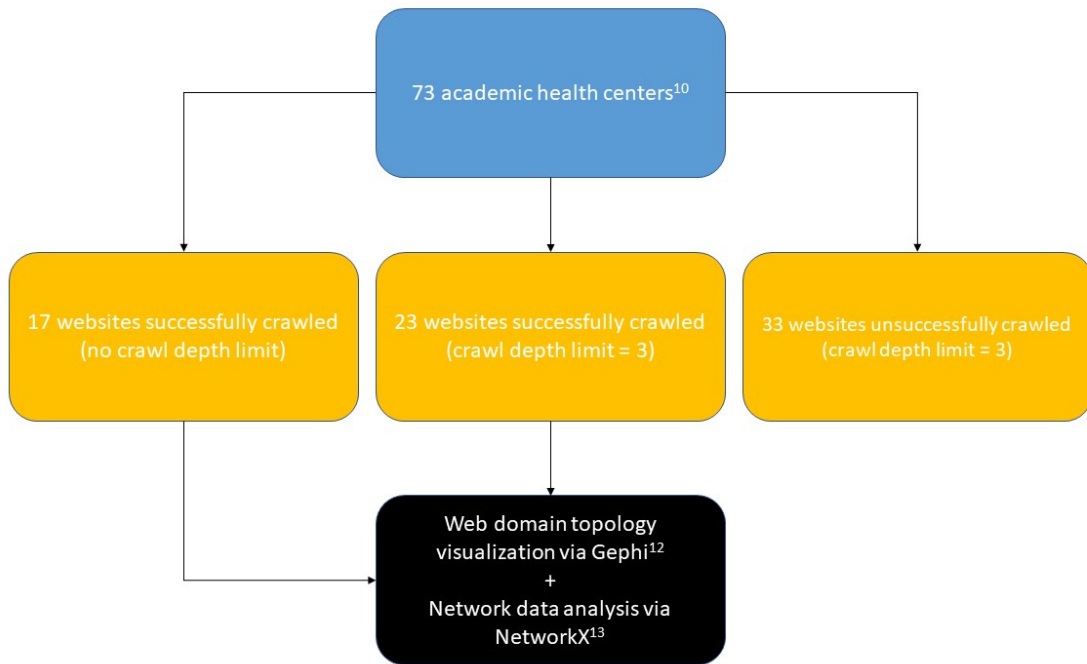 73 academic health centers¹⁰
17 websites successfully crawled
(no crawl depth limit)
23 websites successfully crawled
(crawl depth limit = 3)
33 websites unsuccessfully crawled
(crawl depth limit = 3)
Web domain topology
visualization via Gephi¹²
+
Network data analysis via
NetworkX¹³